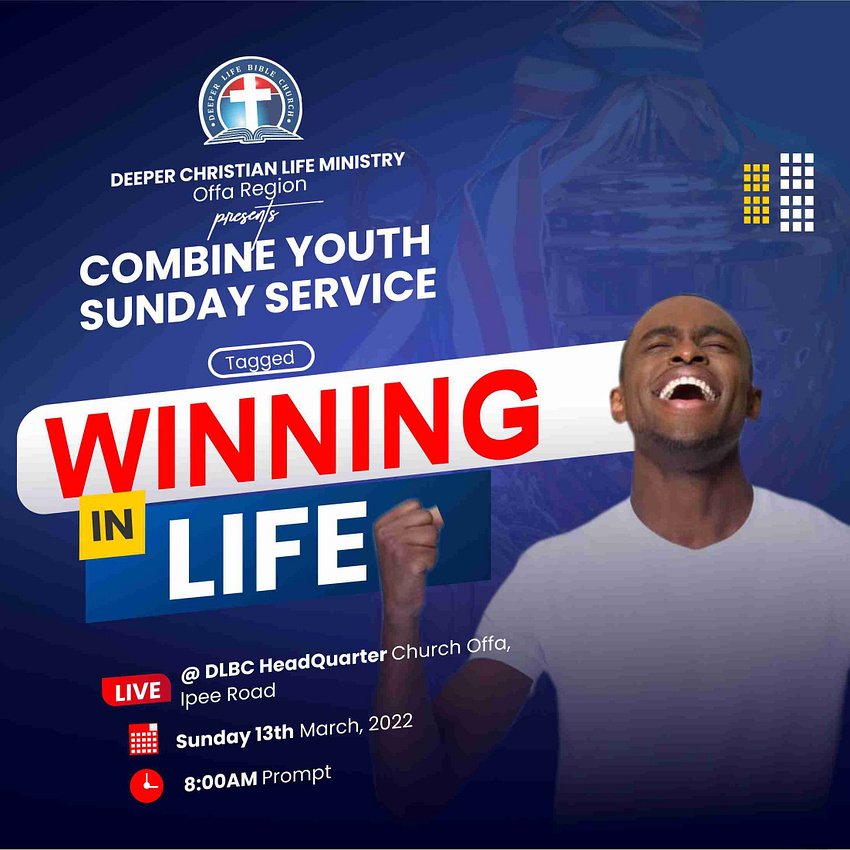 DEEPER LIFE BIBLE CHURCH
DEEPER CHRISTIAN LIFE MINISTRY
Offa Region
presents
COMBINE YOUTH
SUNDAY SERVICE
Tagged
WINNING
IN
LIFE
LIVE
@ DLBC HeadQuarter Church Offa,
Ipee Road
Sunday 13th March, 2022
8:00AM Prompt